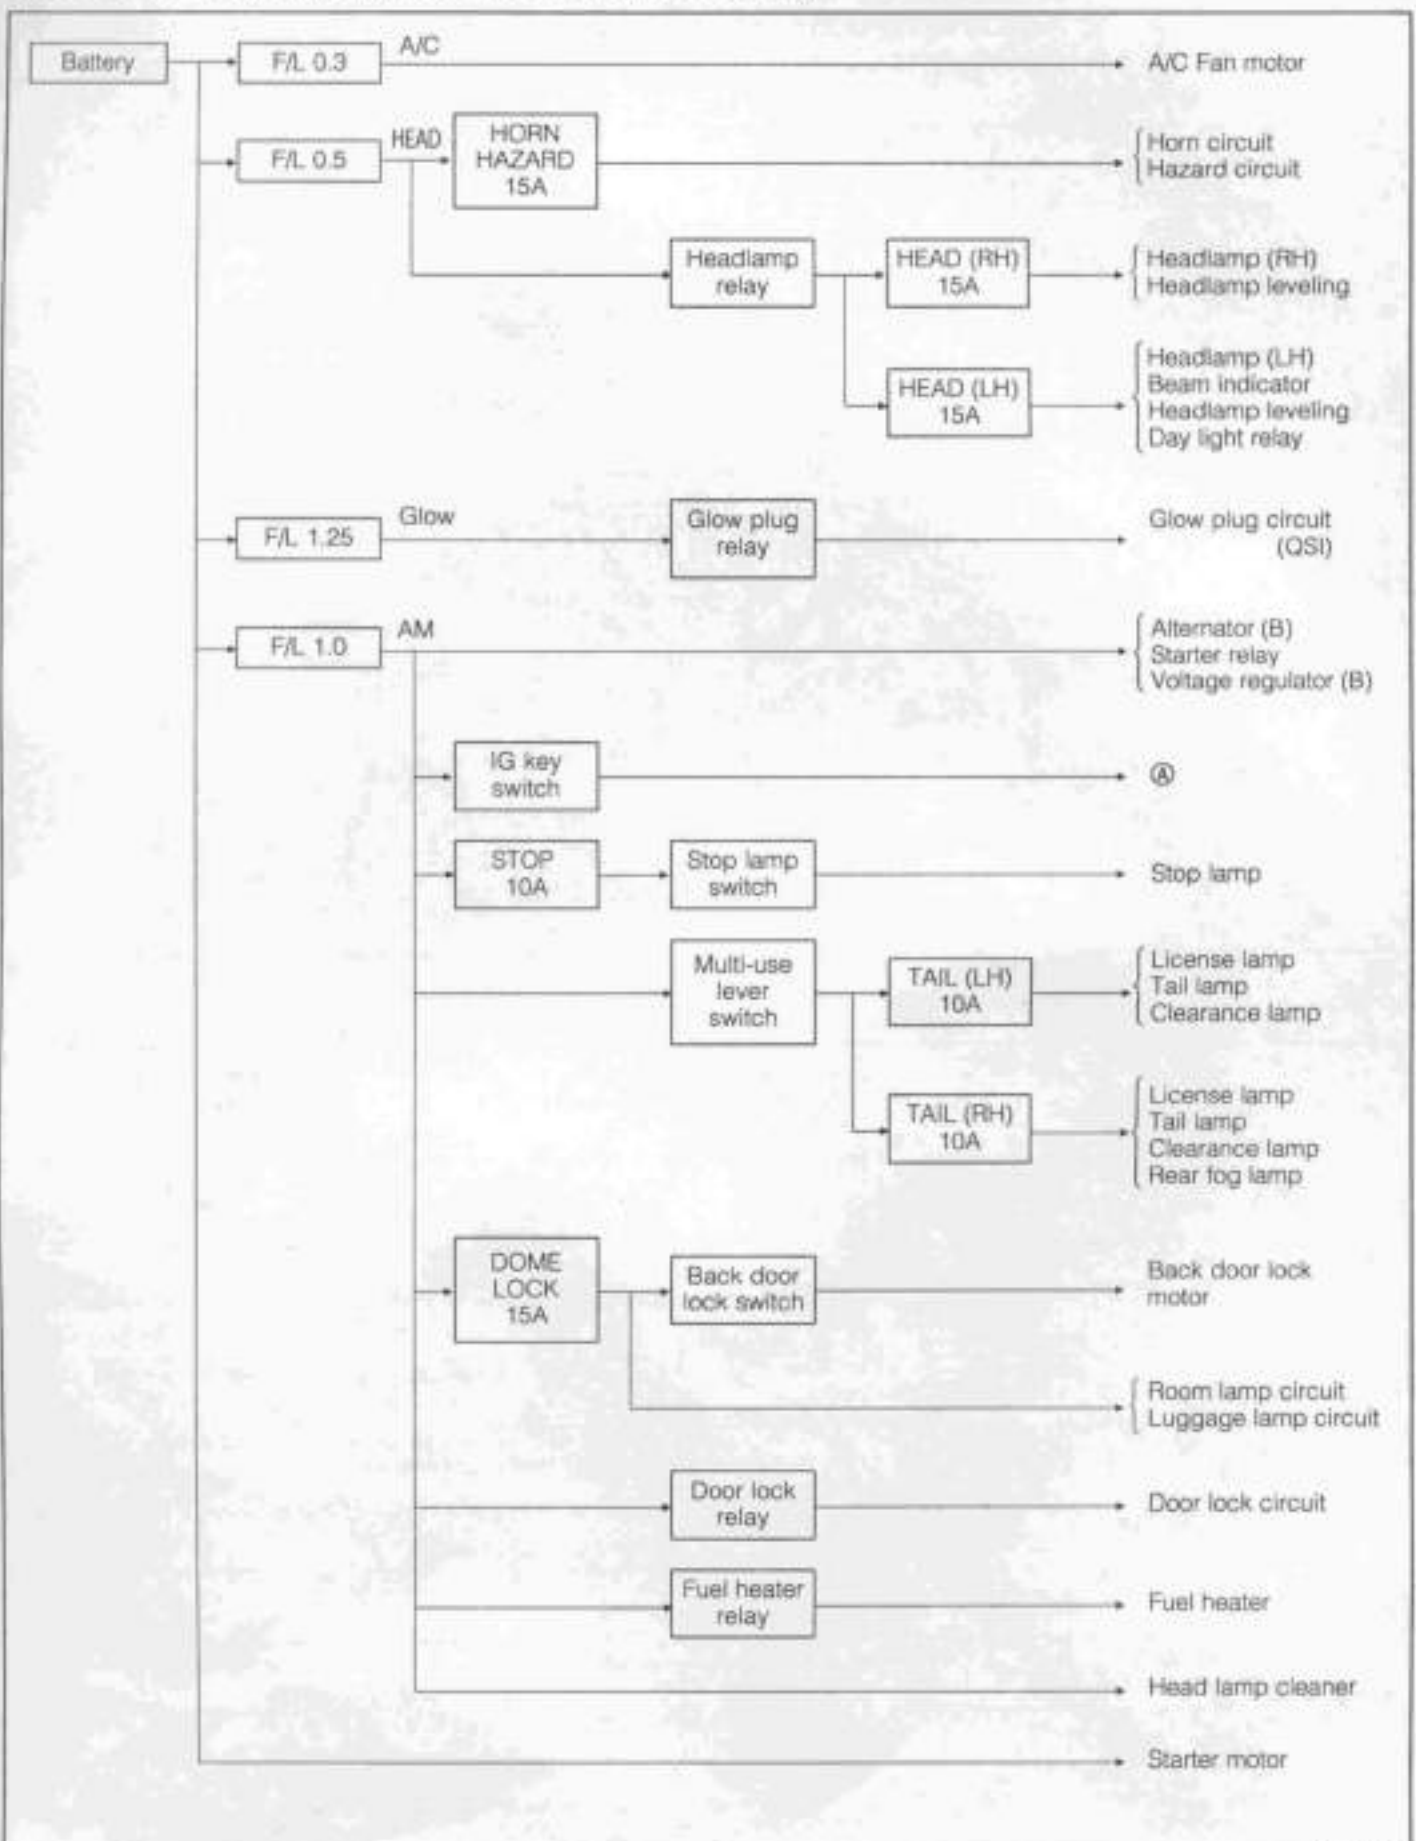 Battery
F/L 0.3
A/C
A/C Fan motor
F/L 0.5
HEAD
HORN
HAZARD
15A
Horn circuit
Hazard circuit
Headlamp
relay
HEAD (RH)
15A
Headlamp (RH)
Headlamp leveling
HEAD (LH)
15A
Headlamp (LH)
Beam indicator
Headlamp leveling
Day light relay
F/L 1.25
Glow
Glow plug
relay
Glow plug circuit
(QSI)
F/L 1.0
AM
Alternator (B)
Starter relay
Voltage regulator (B)
IG key
switch
Ⓐ
STOP
10A
Stop lamp
switch
Stop lamp
Multi-use
lever
switch
TAIL (LH)
10A
License lamp
Tail lamp
Clearance lamp
TAIL (RH)
10A
License lamp
Tail lamp
Clearance lamp
Rear fog lamp
DOME
LOCK
15A
Back door
lock switch
Back door lock
motor
Room lamp circuit
Luggage lamp circuit
Door lock
relay
Door lock circuit
Fuel heater
relay
Fuel heater
Head lamp cleaner
Starter motor